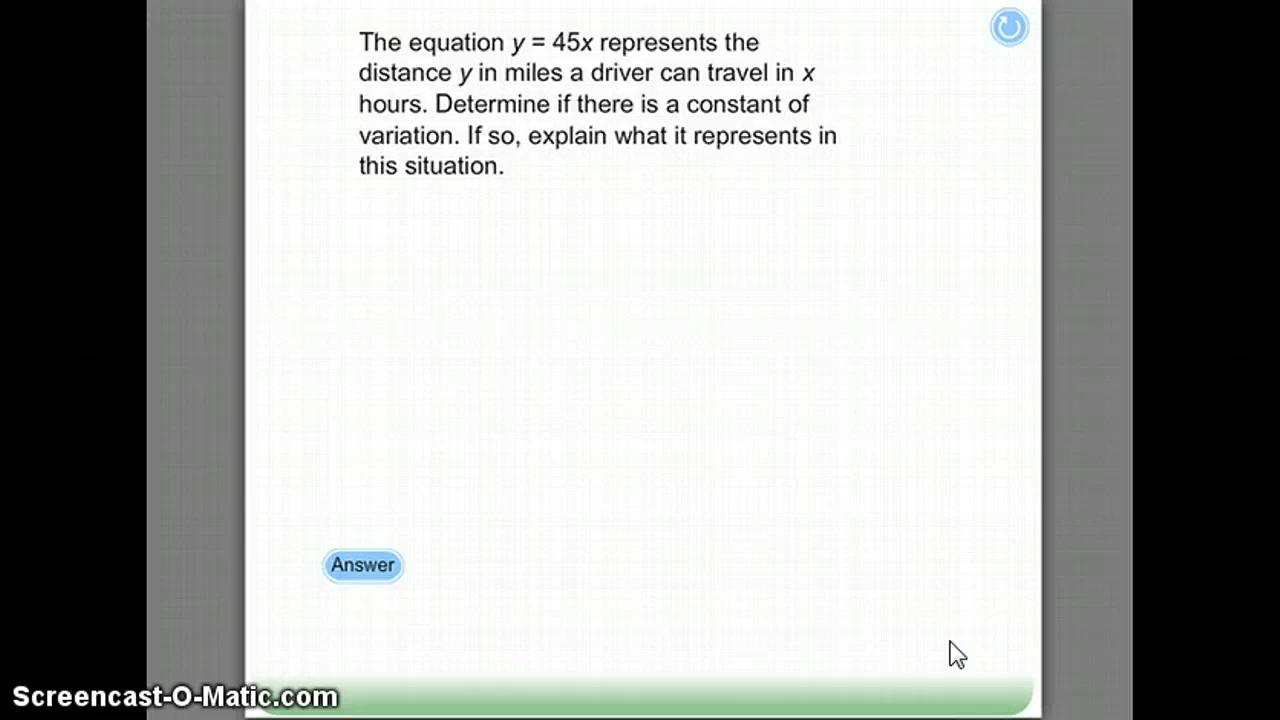 The equation y = 45x represents the
distance y in miles a driver can travel in x
hours. Determine if there is a constant of
variation. If so, explain what it represents in
this situation.
Answer
Screencast-O-Matic.com